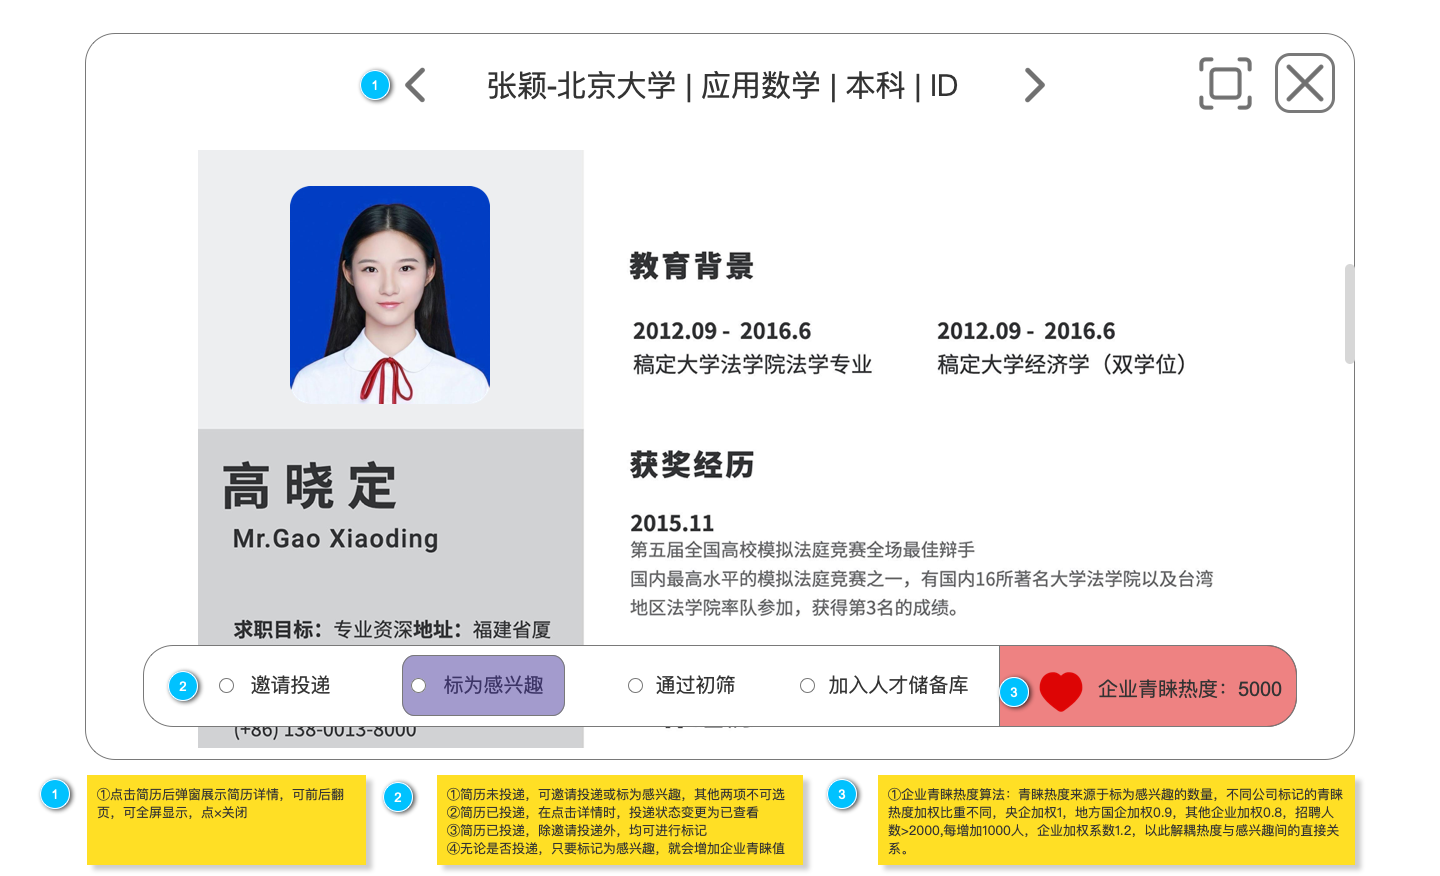 1
张颖-北京大学 | 应用数学 | 本科 | ID
教育背景
2012.09 - 2016.6
稿定大学法学院法学专业
2012.09 - 2016.6
稿定大学经济学（双学位）
获奖经历
2015.11
第五届全国高校模拟法庭竞赛全场最佳辩手
国内最高水平的模拟法庭竞赛之一，有国内16所著名大学法学院以及台湾
地区法学院率队参加，获得第3名的成绩。
高晓定
Mr.Gao Xiaoding
求职目标：专业资深地址：福建省厦
2
邀请投递
标为感兴趣
通过初筛
加入人才储备库
3
企业青睐热度：5000
(+86) 138-0013-8000
1
①点击简历后弹窗展示简历详情，可前后翻
页，可全屏显示，点×关闭
2
①简历未投递，可邀请投递或标为感兴趣，其他两项不可选
②简历已投递，在点击详情时，投递状态变更为已查看
③简历已投递，除邀请投递外，均可进行标记
④无论是否投递，只要标记为感兴趣，就会增加企业青睐值
3
①企业青睐热度算法：青睐热度来源于标为感兴趣的数量，不同公司标记的青睐
热度加权比重不同，央企加权1，地方国企加权0.9，其他企业加权0.8，招聘人
数>2000,每增加1000人，企业加权系数1.2，以此解耦热度与感兴趣间的直接关
系。